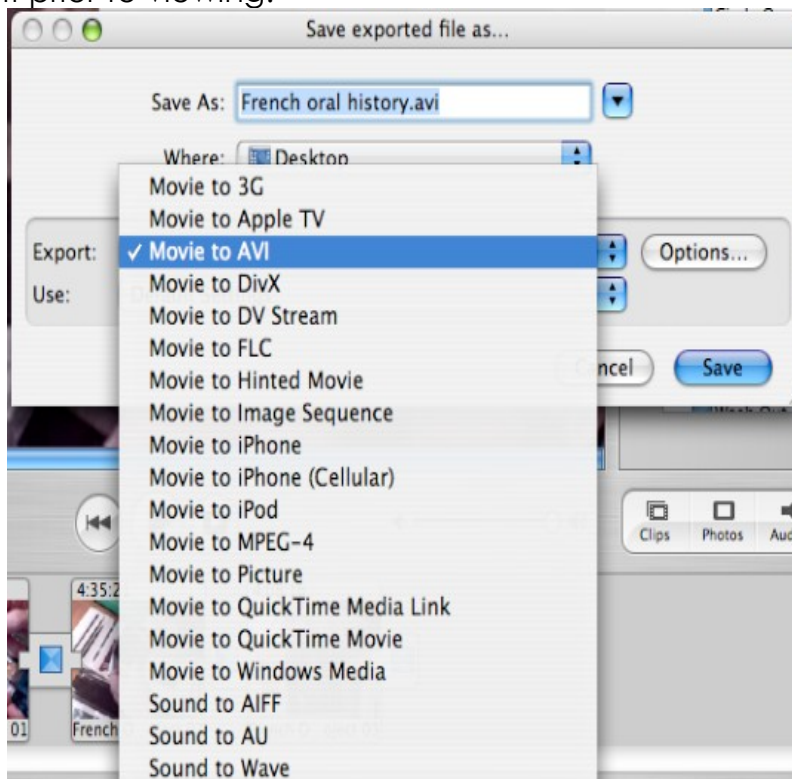 Save exported file as...
Save As: French oral history.avi
Where: Desktop
Export:
Use:
Movie to 3G
Movie to Apple TV
✓ Movie to AVI
Options...
Movie to DivX
Movie to DV Stream
Movie to FLC
Movie to Hinted Movie
Movie to Image Sequence
Movie to iPhone
Movie to iPhone (Cellular)
Movie to iPod
Movie to MPEG-4
Movie to Picture
Movie to QuickTime Media Link
Movie to QuickTime Movie
Movie to Windows Media
Sound to AIFF
Sound to AU
Sound to Wave
ncel Save
Clips Photos Aud
4:35:2
01 French